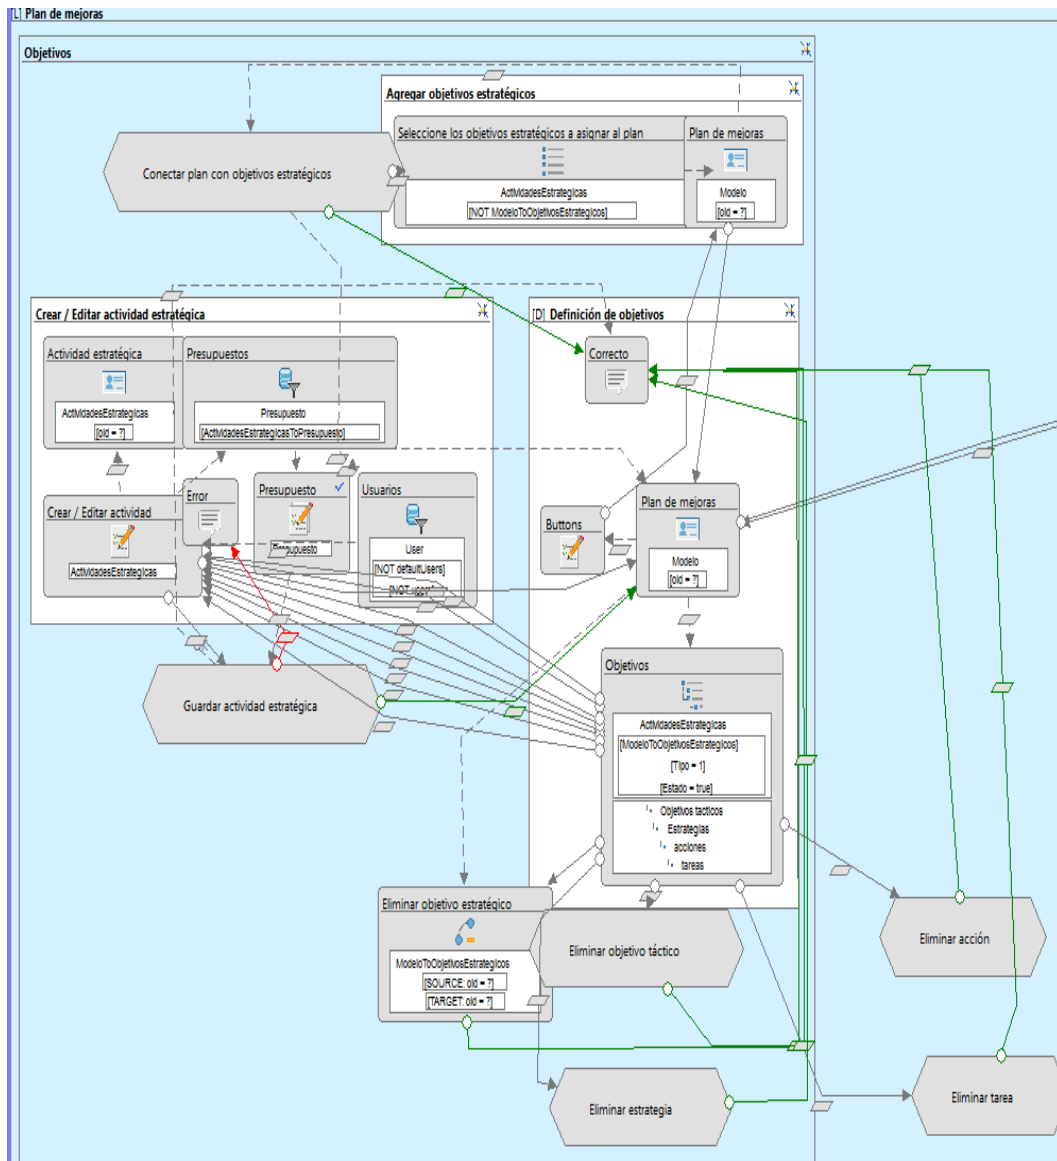 [L] Plan de mejoras
Objetivos
Agregar objetivos estratégicos
Seleccione los objetivos estratégicos a asignar al plan
ActividadesEstrategicas
[NOT ModeloToObjetivosEstrategicos]
Plan de mejoras
Modelo
[oid = ?]
Conectar plan con objetivos estratégicos
Crear / Editar actividad estratégica
Actividad estratégica
ActividadesEstrategicas
[oid = ?]
Presupuestos
Presupuesto
[ActividadesEstrategicasToPresupuesto]
Crear / Editar actividad
ActividadesEstrategicas
Error
Presupuesto
Presupuesto
Usuarios
User
[NOT defaultUsers]
[NOT user]
[D] Definición de objetivos
Correcto
Buttons
Plan de mejoras
Modelo
[oid = ?]
Guardar actividad estratégica
Objetivos
ActividadesEstrategicas
[ModeloToObjetivosEstrategicos]
[Tipo = 1]
[Estado = true]
Objetivos tacticos
Estrategias
acciones
tareas
Eliminar objetivo estratégico
ModeloToObjetivosEstrategicos
[SOURCE: oid = ?]
[TARGET: oid = ?]
Eliminar objetivo táctico
Eliminar acción
Eliminar estrategia
Eliminar tarea